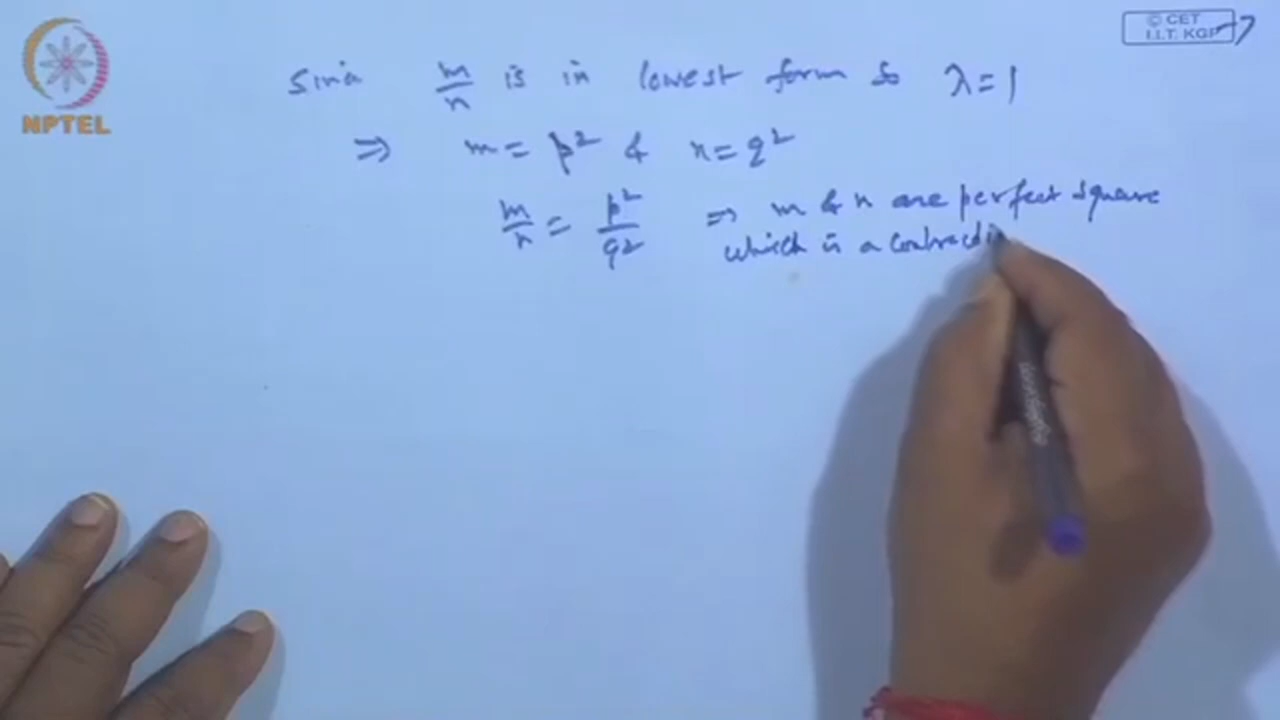 © CET
I.I.T. KGP
NPTEL
Since m/n is in lowest form so λ=1
⇒ m = p² & n = q²
m/n = p²/q² ⇒ m & n are perfect square
which is a contradi